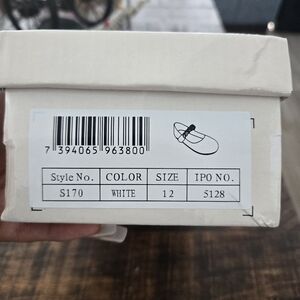 7 394065 963800
Style No. COLOR SIZE IPO NO.
S170 WHITE 12 5128